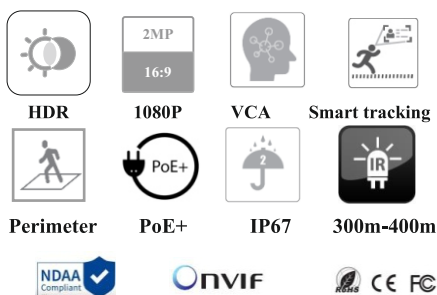 2MP
16:9
HDR 1080P VCA Smart tracking
PoE+
2
IR
Perimeter PoE+ IP67 300m-400m
NDAA
Compliant
ONVIF
RoHS CE FC